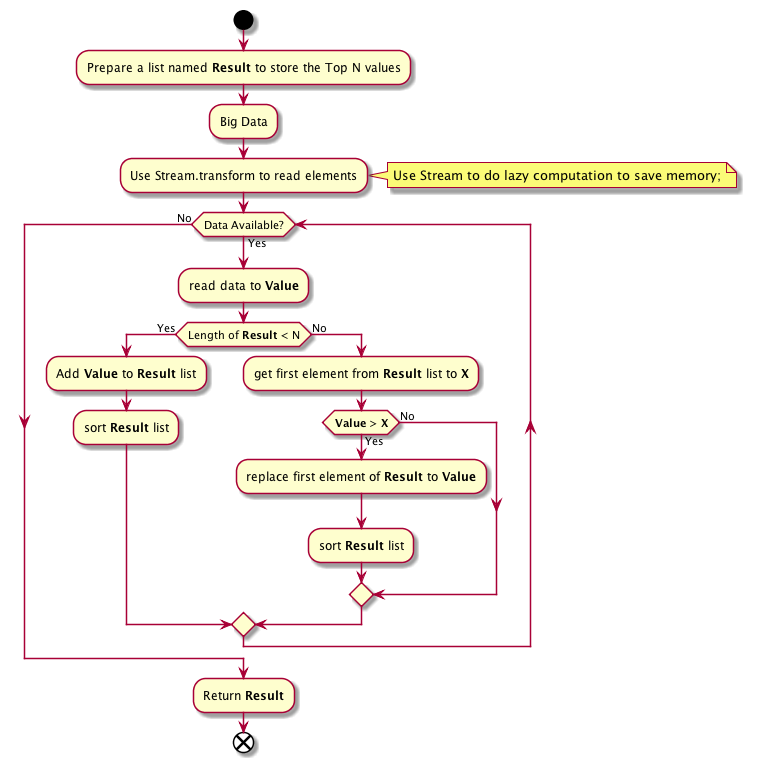 Prepare a list named Result to store the Top N values
Big Data
Use Stream.transform to read elements
Use Stream to do lazy computation to save memory;
No
Data Available?
Yes
read data to Value
Yes
Length of Result < N
No
Add Value to Result list
get first element from Result list to X
sort Result list
Value > X
No
Yes
replace first element of Result to Value
sort Result list
Return Result